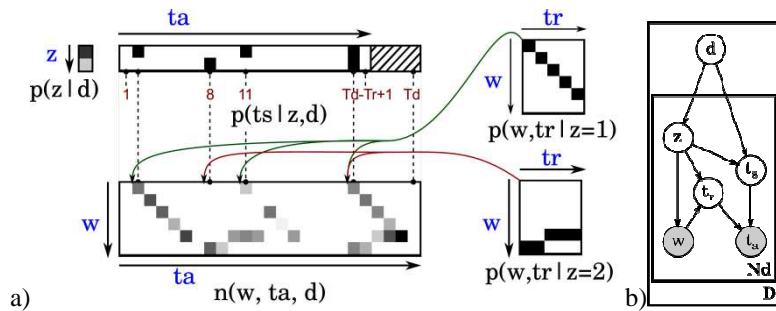 ta
tr
z
w
p(z|d)
1
8
11
Td-Tr+1
Td
p(ts|z,d)
p(w,tr|z=1)
tr
w
w
ta
n(w, ta, d)
p(w,tr|z=2)
a)
d
z
ts
tr
w
ta
Nd
D
b)